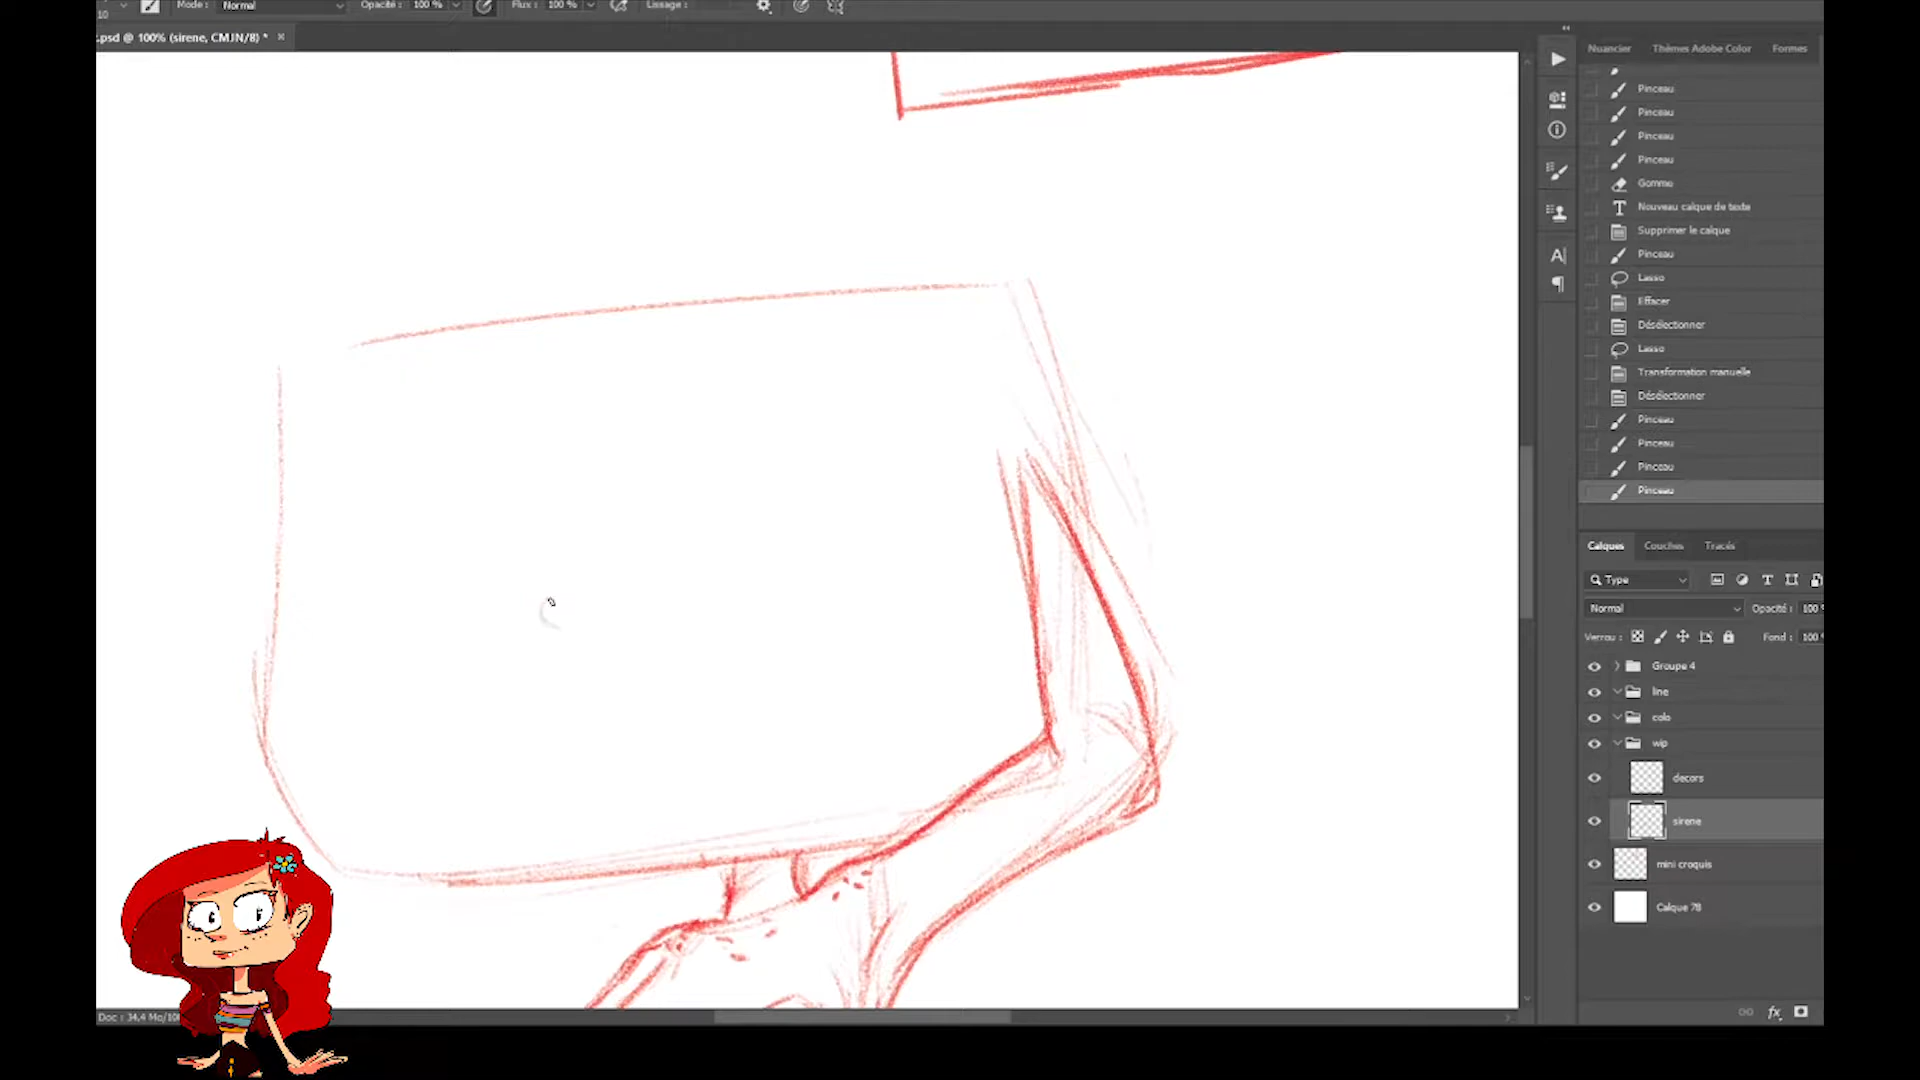 10
Mode : Normal
Opacité : 100 %
Flux : 100 %
Lissage :
.psd @ 100% (sirene, CMJN/8) * ×
Nuancier Thèmes Adobe Color Formes
Pinceau
Pinceau
Pinceau
Pinceau
Gomme
Nouveau calque de texte
Supprimer le calque
Pinceau
Lasso
Effacer
Désélectionner
Lasso
Transformation manuelle
Désélectionner
Pinceau
Pinceau
Pinceau
Pinceau
Calques Couches Tracés
Type
Normal Opacité : 100
Verrou : Fond : 100
Groupe 4
line
colo
wip
decors
sirene
mini croquis
Calque 78
fx
Doc : 34,4 Mo/10